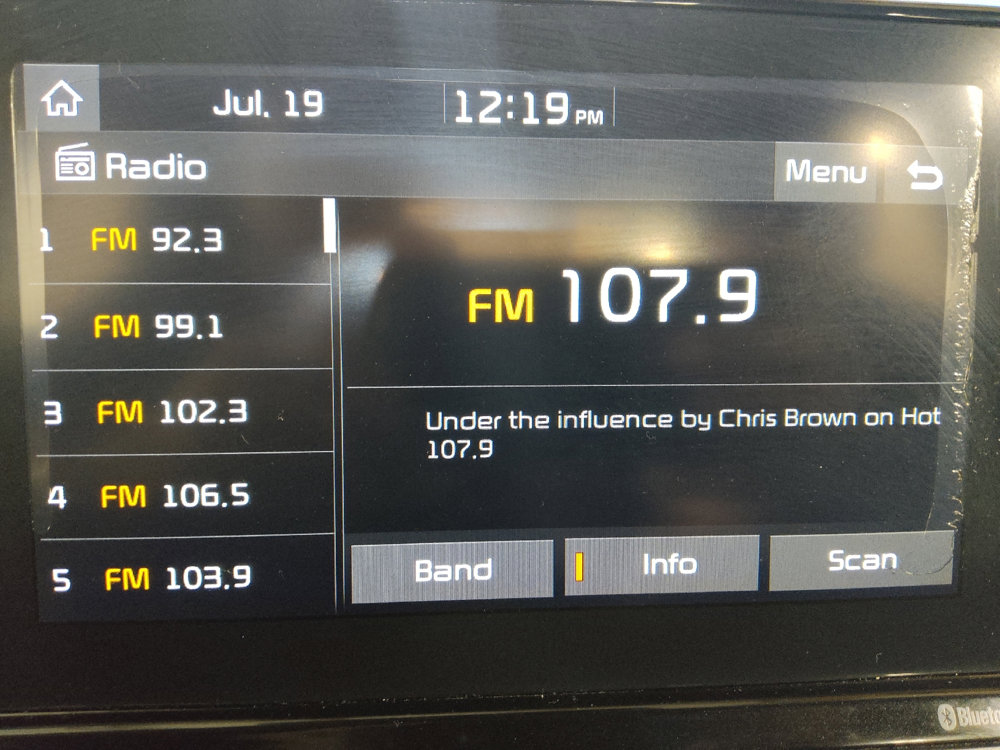 Jul. 19 12:19 PM
Radio
Menu
1 FM 92.3
2 FM 99.1
3 FM 102.3
4 FM 106.5
5 FM 103.9
FM 107.9
Under the influence by Chris Brown on Hot
107.9
Band
Info
Scan